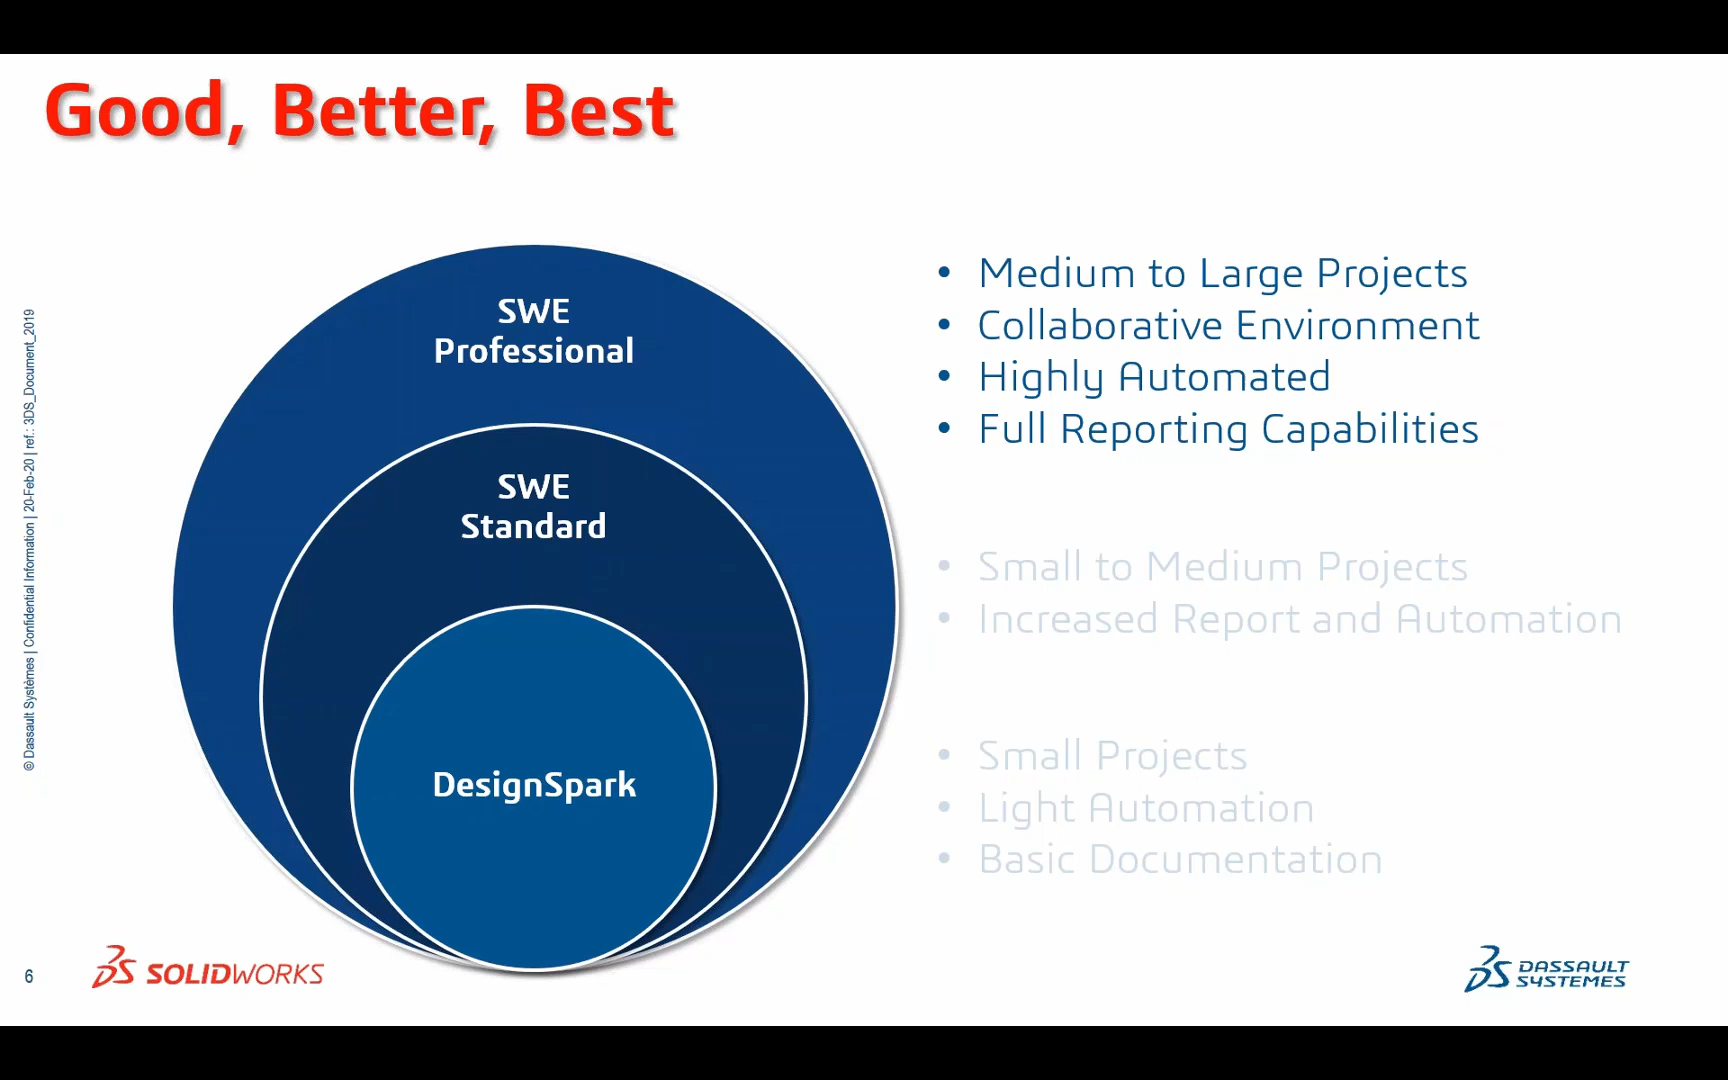 Good, Better, Best
SWE
Professional
SWE
Standard
DesignSpark
• Medium to Large Projects
• Collaborative Environment
• Highly Automated
• Full Reporting Capabilities
• Small to Medium Projects
• Increased Report and Automation
• Small Projects
• Light Automation
• Basic Documentation
© Dassault Systèmes | Confidential Information | 20-Feb-20 | ref.: 3DS_Document_2019
6
3DS SOLIDWORKS
3DS DASSAULT
SYSTEMES